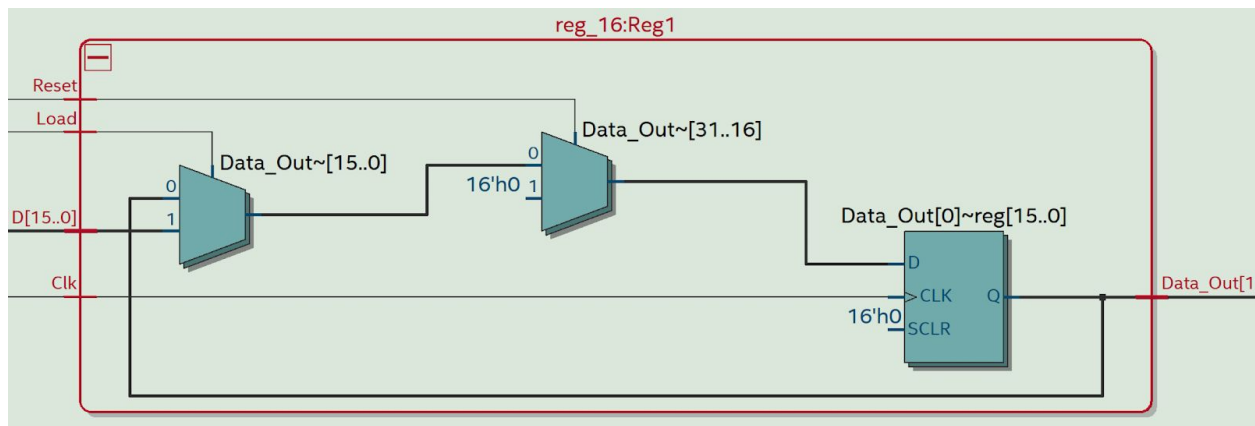 reg_16:Reg1
Reset
Load
Data_Out~[31..16]
Data_Out~[15..0]
0
16'h0 1
0
D[15..0] 1
Data_Out[0]~reg[15..0]
D
Clk
CLK Q
Data_Out[1
16'h0
SCLR